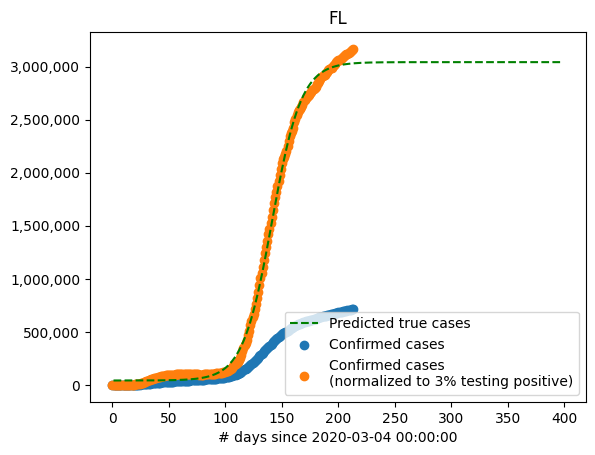 FL
3,000,000
2,500,000
2,000,000
1,500,000
1,000,000
500,000
0
Predicted true cases
Confirmed cases
Confirmed cases
(normalized to 3% testing positive)
0 50 100 150 200 250 300 350 400
# days since 2020-03-04 00:00:00